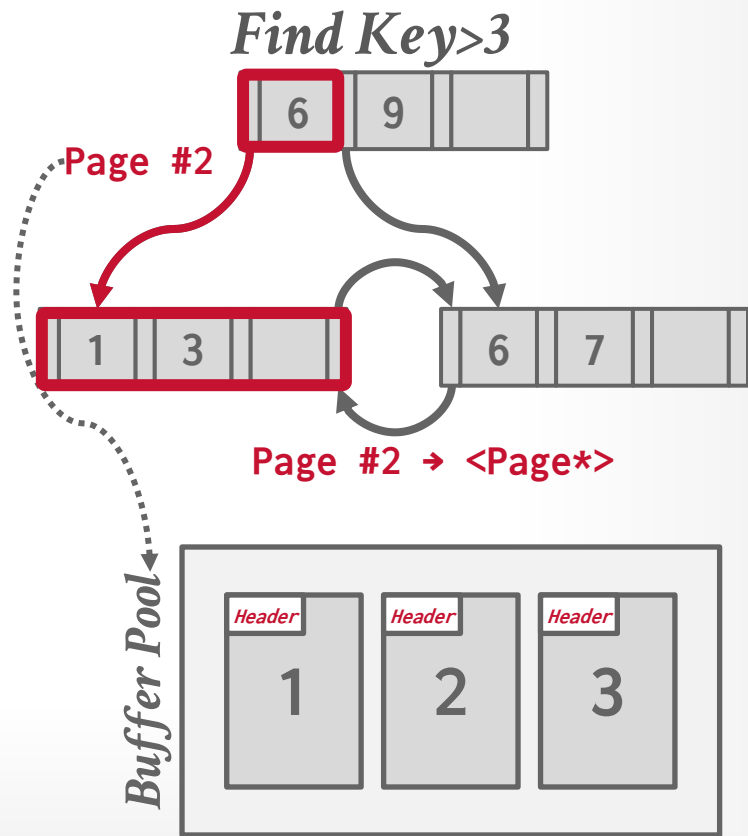 Find Key>3
6 9
Page #2
1 3
6 7
Page #2 → <Page*>
Buffer Pool
Header Header Header
1 2 3